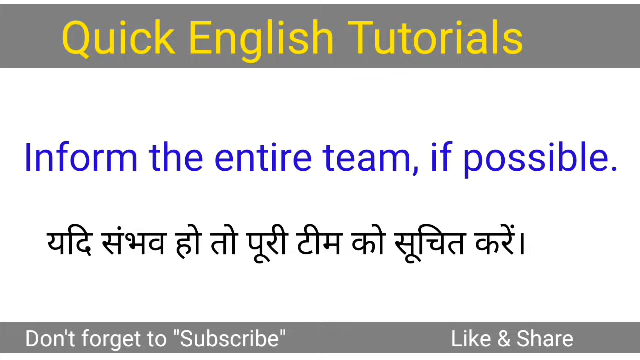 Quick English Tutorials
Inform the entire team, if possible.
यदि संभव हो तो पूरी टीम को सूचित करें।
Don't forget to "Subscribe" Like & Share